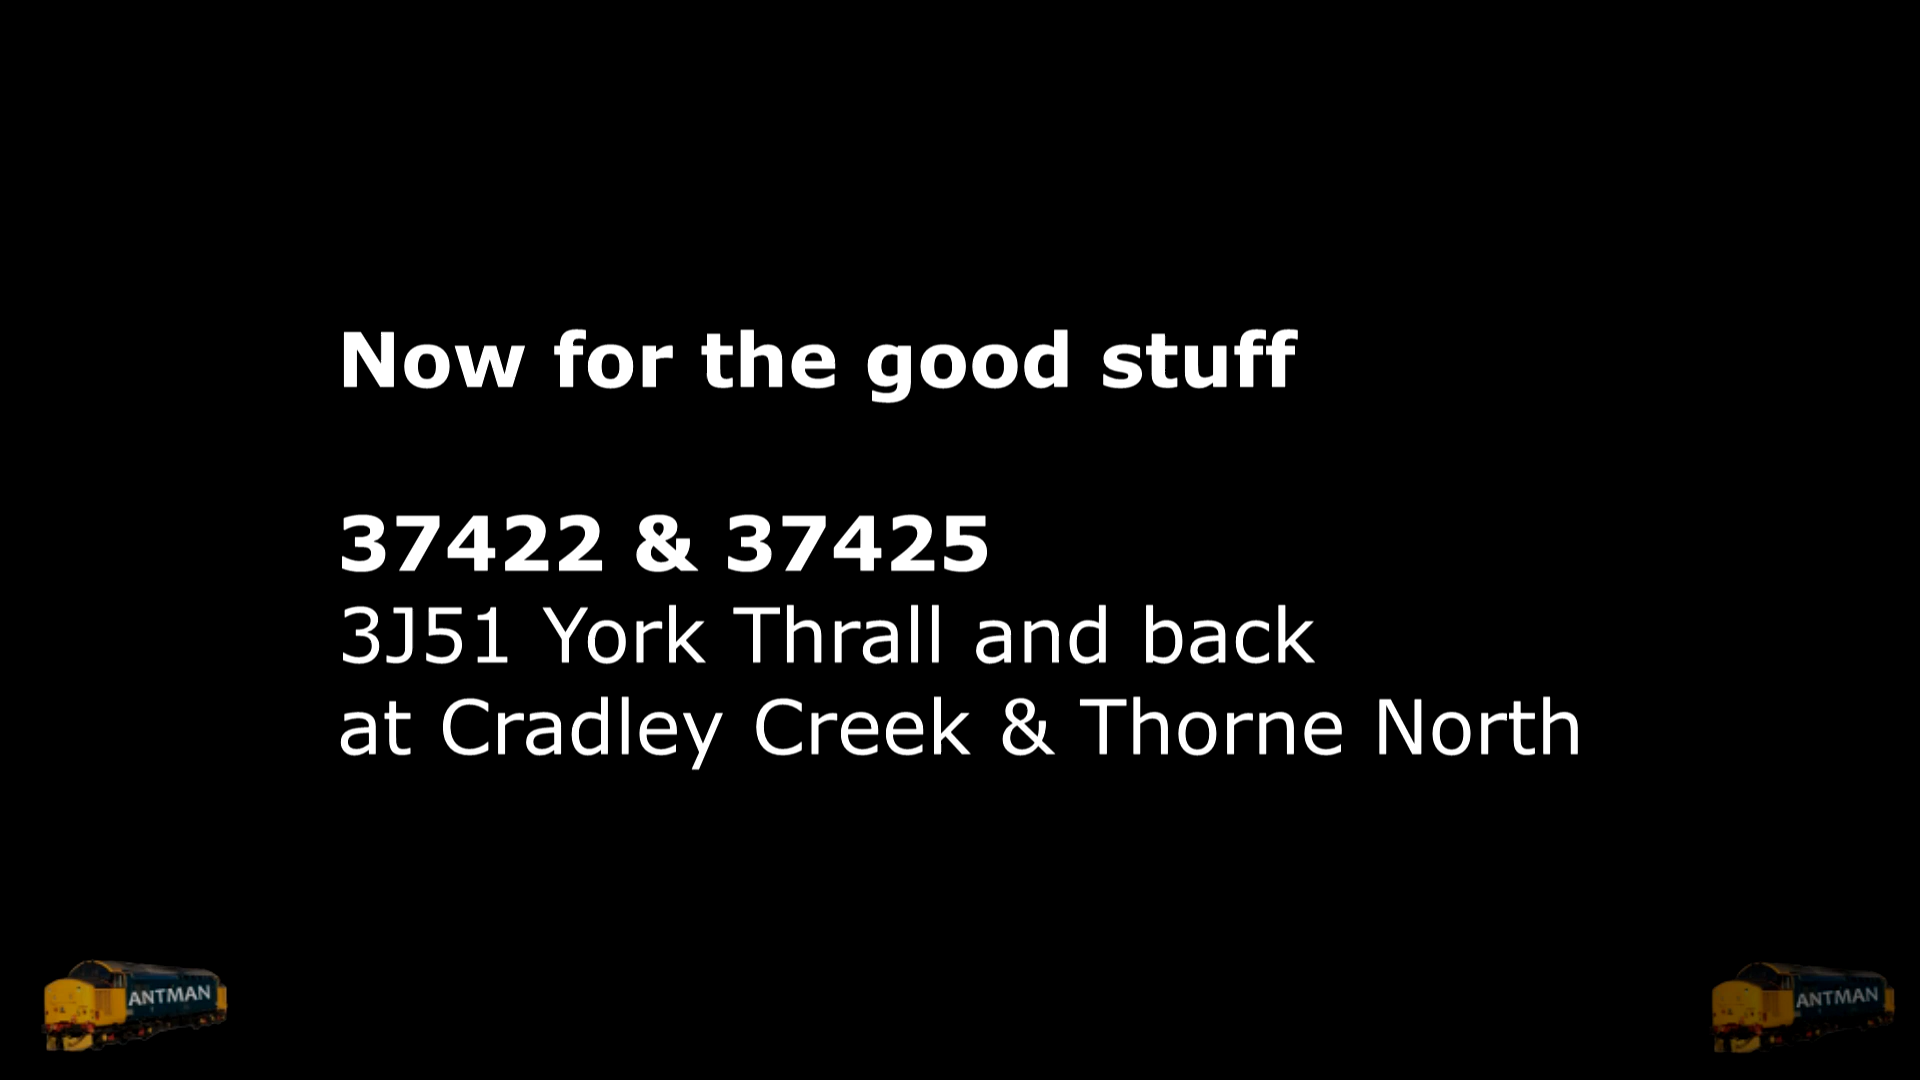 Now for the good stuff
37422 & 37425
3J51 York Thrall and back
at Cradley Creek & Thorne North
ANTMAN
ANTMAN